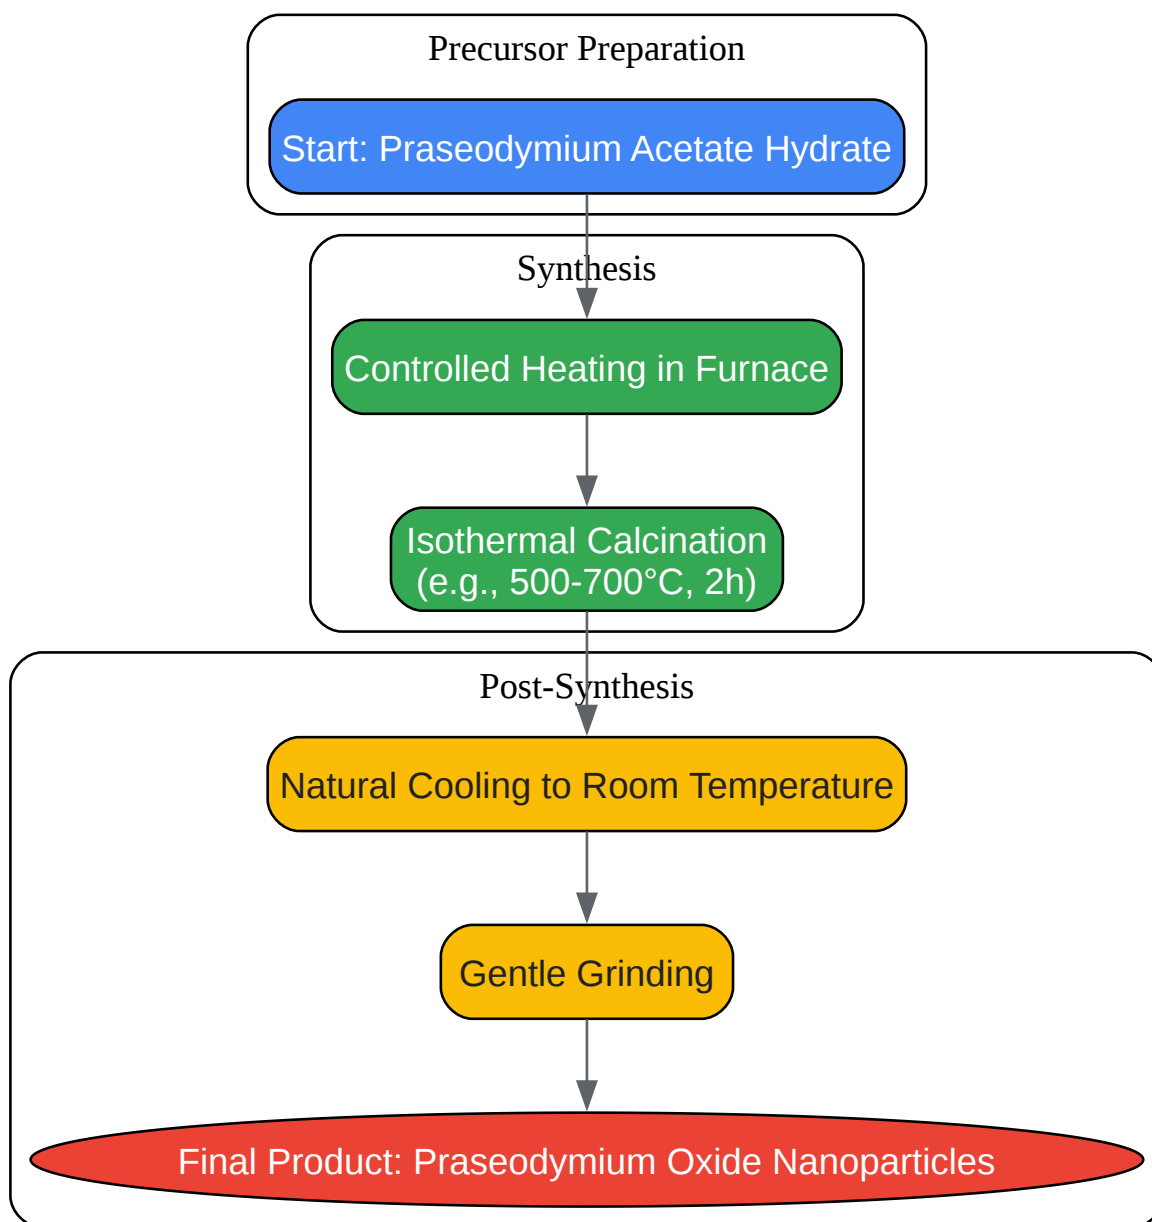 Precursor Preparation
Start: Praseodymium Acetate Hydrate
Synthesis
Controlled Heating in Furnace
Isothermal Calcination
(e.g., 500-700°C, 2h)
Post-Synthesis
Natural Cooling to Room Temperature
Gentle Grinding
Final Product: Praseodymium Oxide Nanoparticles